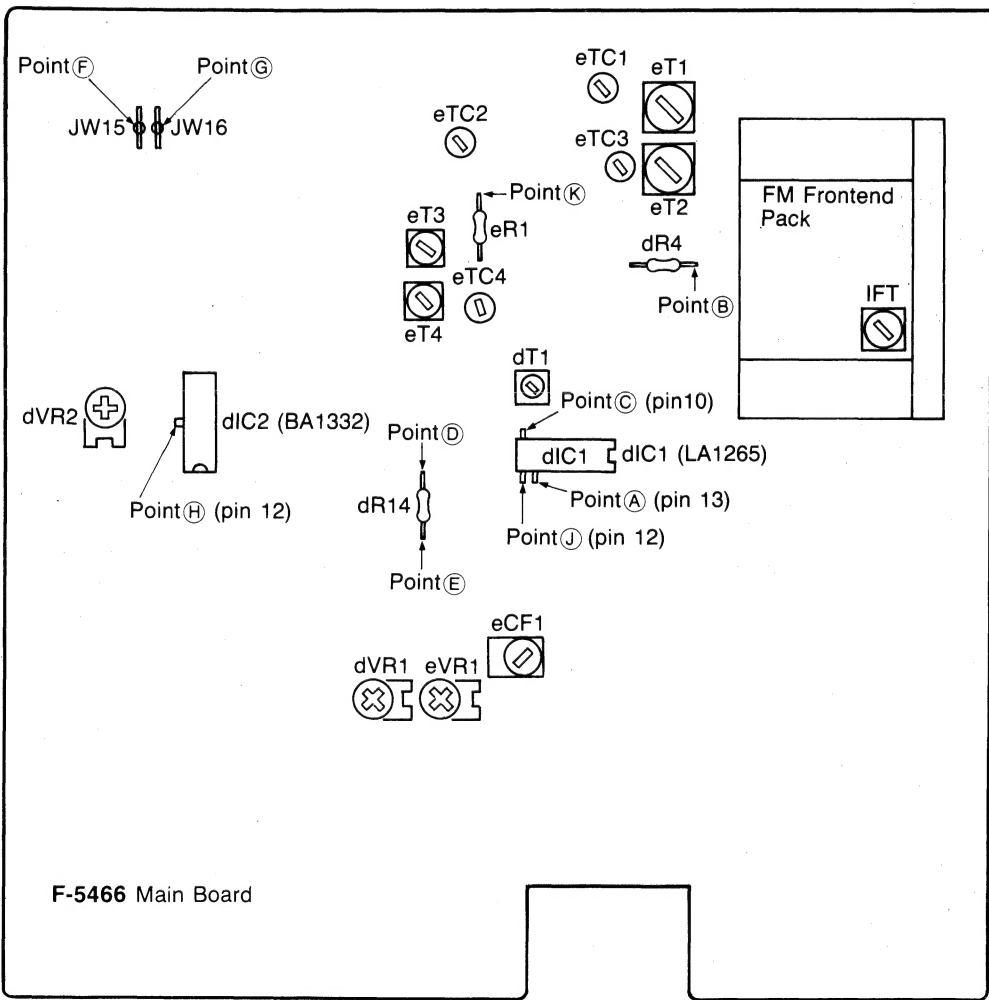 Point Ⓕ
Point Ⓖ
JW15
JW16
eTC1
eT1
eTC2
eTC3
eT2
Point Ⓚ
eR1
FM Frontend
Pack
eT3
dR4
eTC4
Point Ⓑ
IFT
eT4
dT1
Point Ⓒ (pin10)
dVR2
dIC2 (BA1332)
Point Ⓓ
dIC1
dIC1 (LA1265)
Point Ⓗ (pin 12)
dR14
Point Ⓐ (pin 13)
Point Ⓙ (pin 12)
Point Ⓔ
eCF1
dVR1
eVR1
F-5466 Main Board